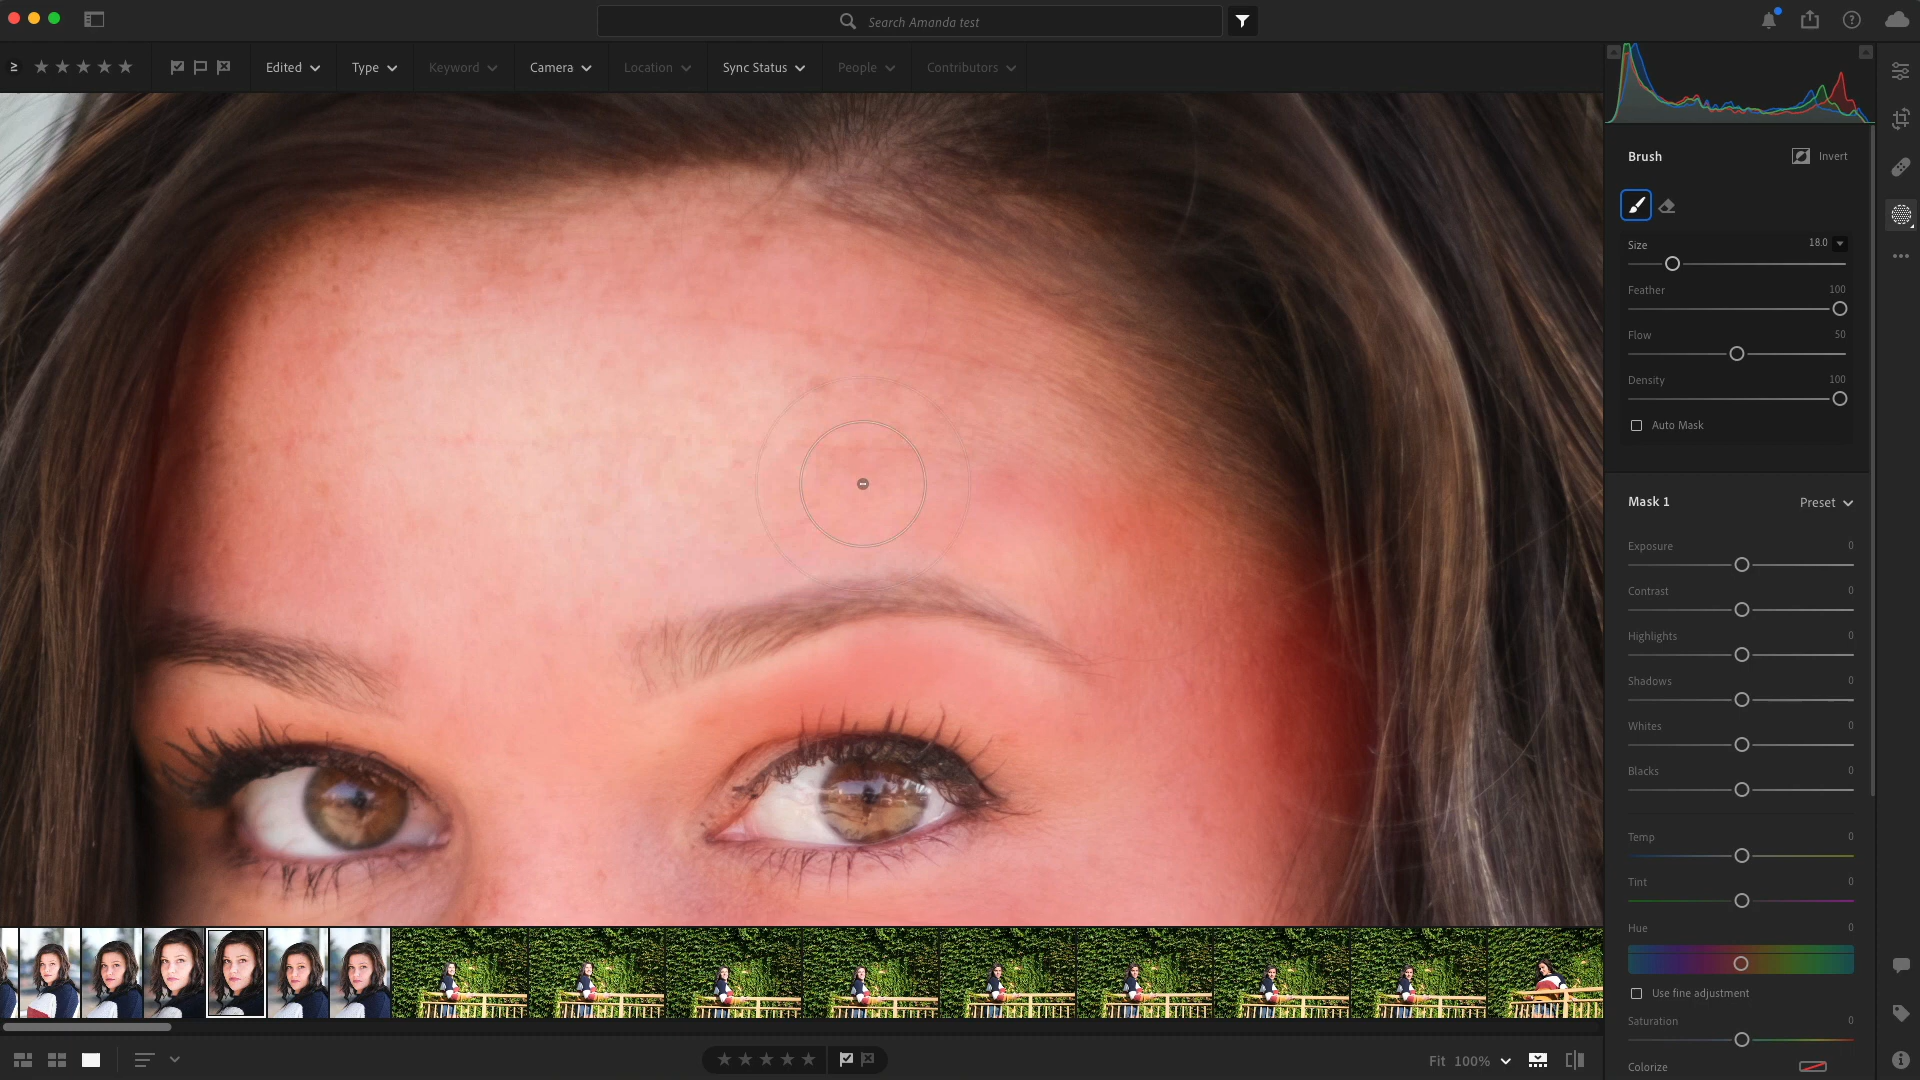 Search Amanda test
Edited
Type
Keyword
Camera
Location
Sync Status
People
Contributors
Brush
Invert
Size
18.0
Feather
100
Flow
50
Density
100
Auto Mask
Mask 1
Preset
Exposure
0
Contrast
0
Highlights
0
Shadows
0
Whites
0
Blacks
0
Temp
0
Tint
0
Hue
0
Use fine adjustment
Saturation
0
Colorize
Fit 100%